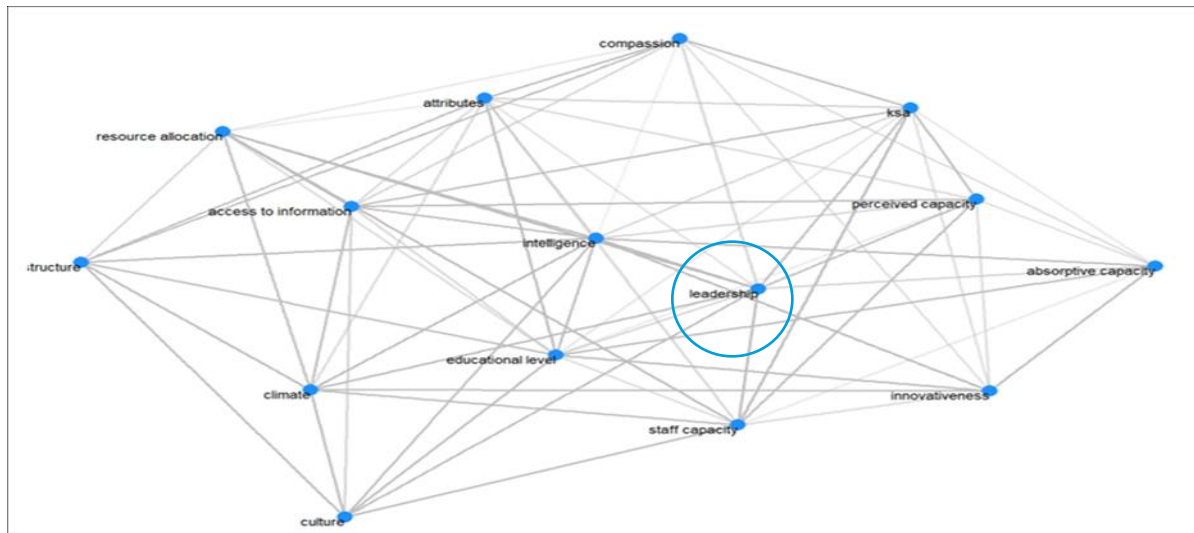 compassion
attributes
ksa
resource allocation
access to information
perceived capacity
intelligence
tructure
absorptive capacity
leadership
educational level
climate
innovativeness
staff capacity
culture